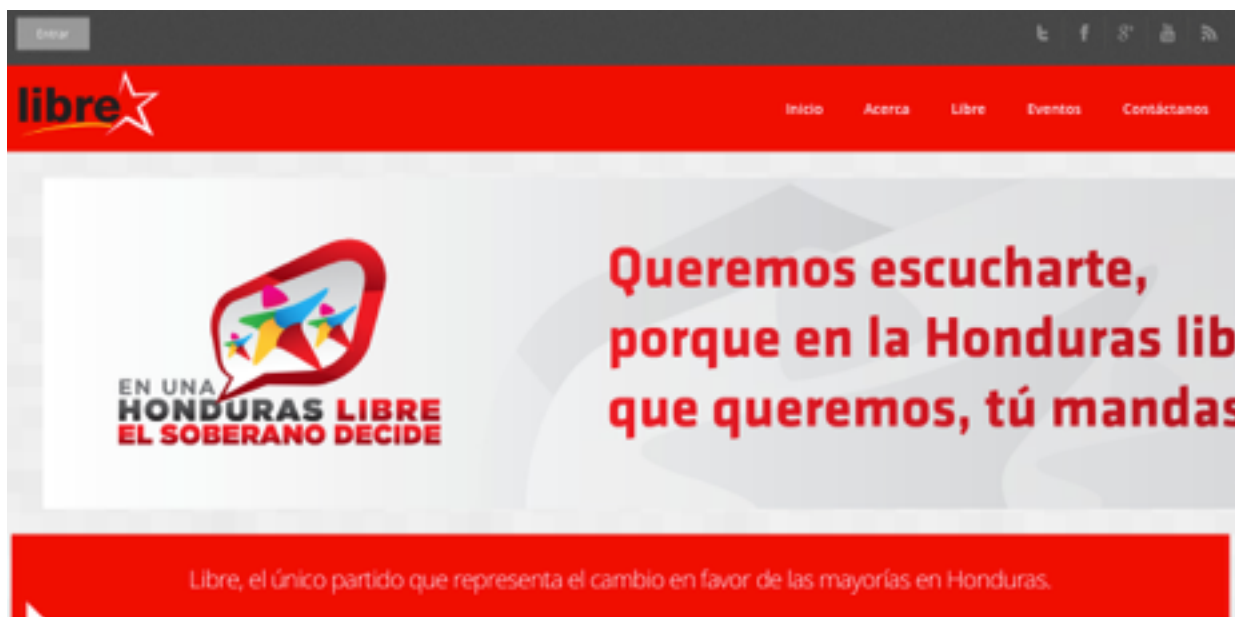 Entrar
libre
Inicio Acerca Libre Eventos Contáctanos
EN UNA
HONDURAS LIBRE
EL SOBERANO DECIDE
Queremos escucharte,
porque en la Honduras lib
que queremos, tú mandas
Libre, el único partido que representa el cambio en favor de las mayorías en Honduras.